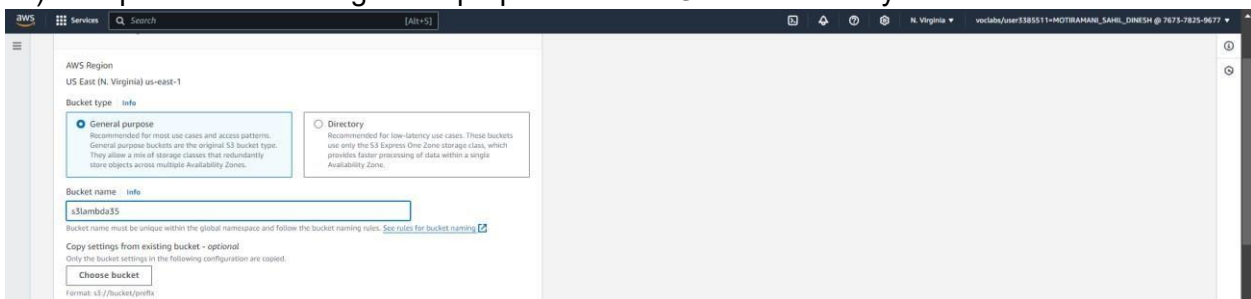 aws Services Search [Alt+S] N. Virginia voclabs/user3385511=MOTIRAMANI_SAHIL_DINESH @ 7673-7825-9677
AWS Region
US East (N. Virginia) us-east-1
Bucket type Info
General purpose
Recommended for most use cases and access patterns.
General purpose buckets are the original S3 bucket type.
They allow a mix of storage classes that redundantly
store objects across multiple Availability Zones.
Directory
Recommended for low-latency use cases. These buckets
use only the S3 Express One Zone storage class, which
provides faster processing of data within a single
Availability Zone.
Bucket name Info
s3lambda35
Bucket name must be unique within the global namespace and follow the bucket naming rules. See rules for bucket naming
Copy settings from existing bucket - optional
Only the bucket settings in the following configuration are copied.
Choose bucket
Format: s3://bucket/prefix